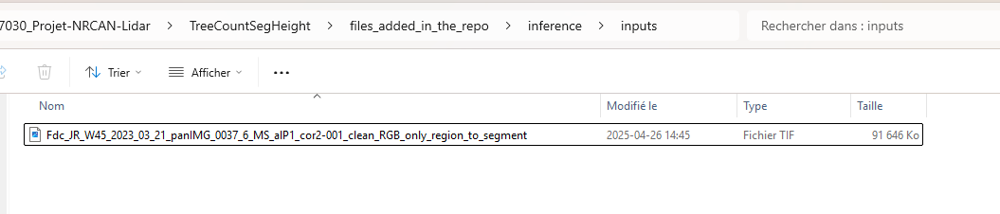 7030_Projet-NRCAN-Lidar > TreeCountSegHeight > files_added_in_the_repo > inference > inputs Rechercher dans : inputs
Trier Afficher ...
Nom Modifié le Type Taille
Fdc_JR_W45_2023_03_21_panIMG_0037_6_MS_alP1_cor2-001_clean_RGB_only_region_to_segment 2025-04-26 14:45 Fichier TIF 91 646 Ko